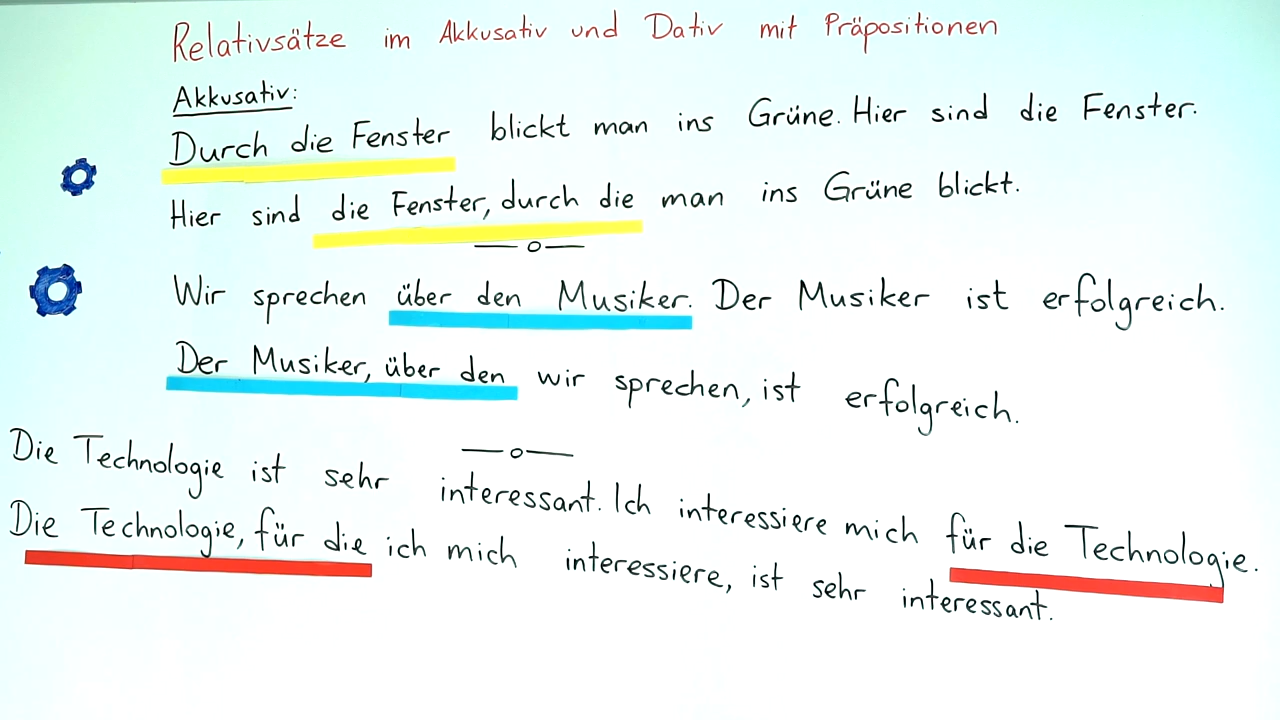 Relativsätze im Akkusativ und Dativ mit Präpositionen
Akkusativ:
Durch die Fenster blickt man ins Grüne. Hier sind die Fenster.
Hier sind die Fenster, durch die man ins Grüne blickt.
Wir sprechen über den Musiker. Der Musiker ist erfolgreich.
Der Musiker, über den wir sprechen, ist erfolgreich.
Die Technologie ist sehr interessant. Ich interessiere mich für die Technologie.
Die Technologie, für die ich mich interessiere, ist sehr interessant.